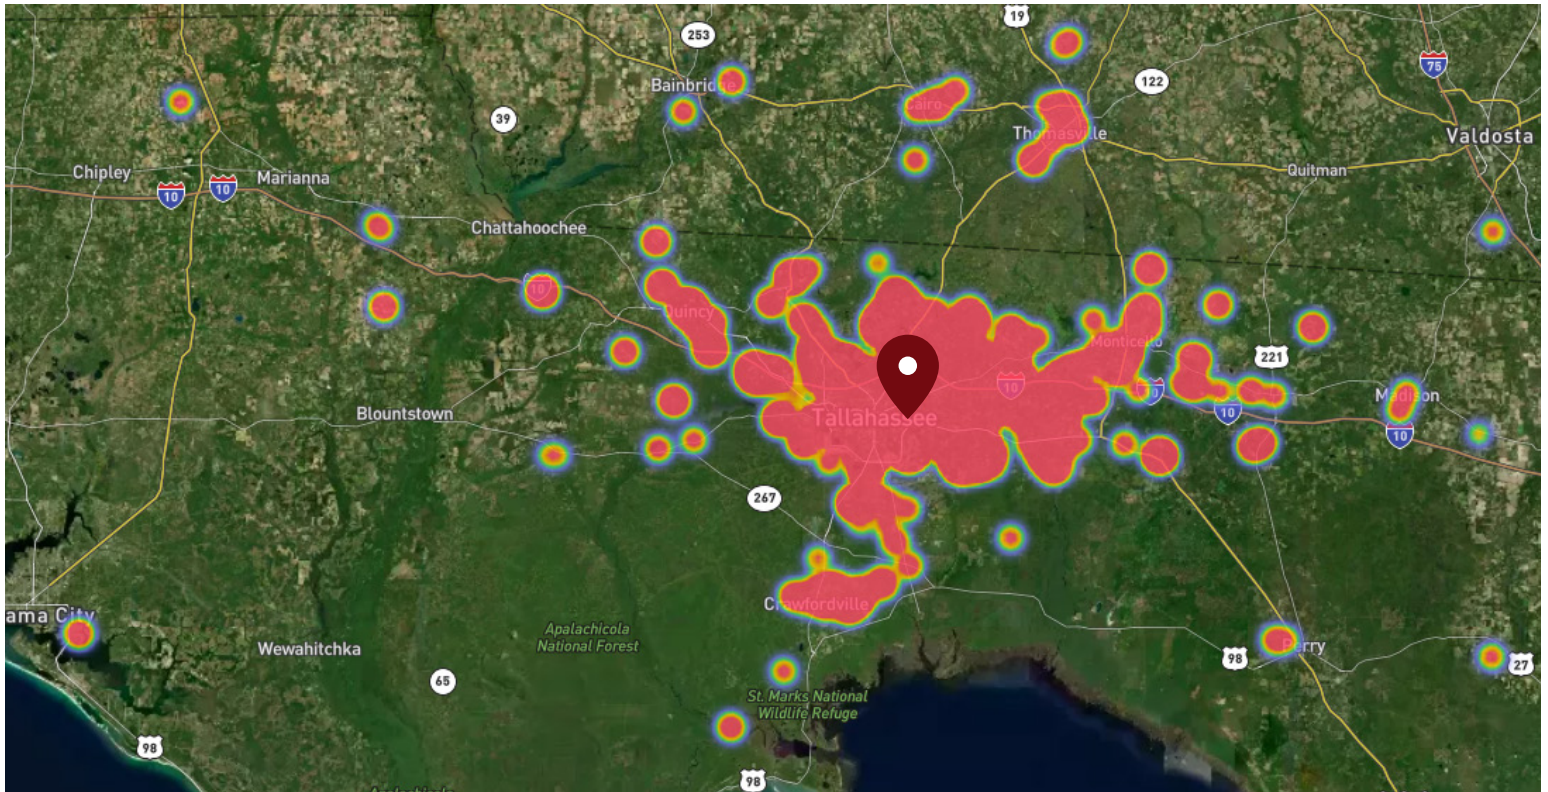 19
253
75
Bainbridge
122
Cairo
39
Thomasville
Valdosta
Chipley
Quitman
Marianna
10
10
Chattahoochee
10
Quincy
Monticello
221
10
Madison
10
Blountstown
Tallahassee
10
267
Crawfordville
ama City
Apalachicola
National Forest
Wewahitchka
Perry
98
27
65
St. Marks National
Wildlife Refuge
98
98